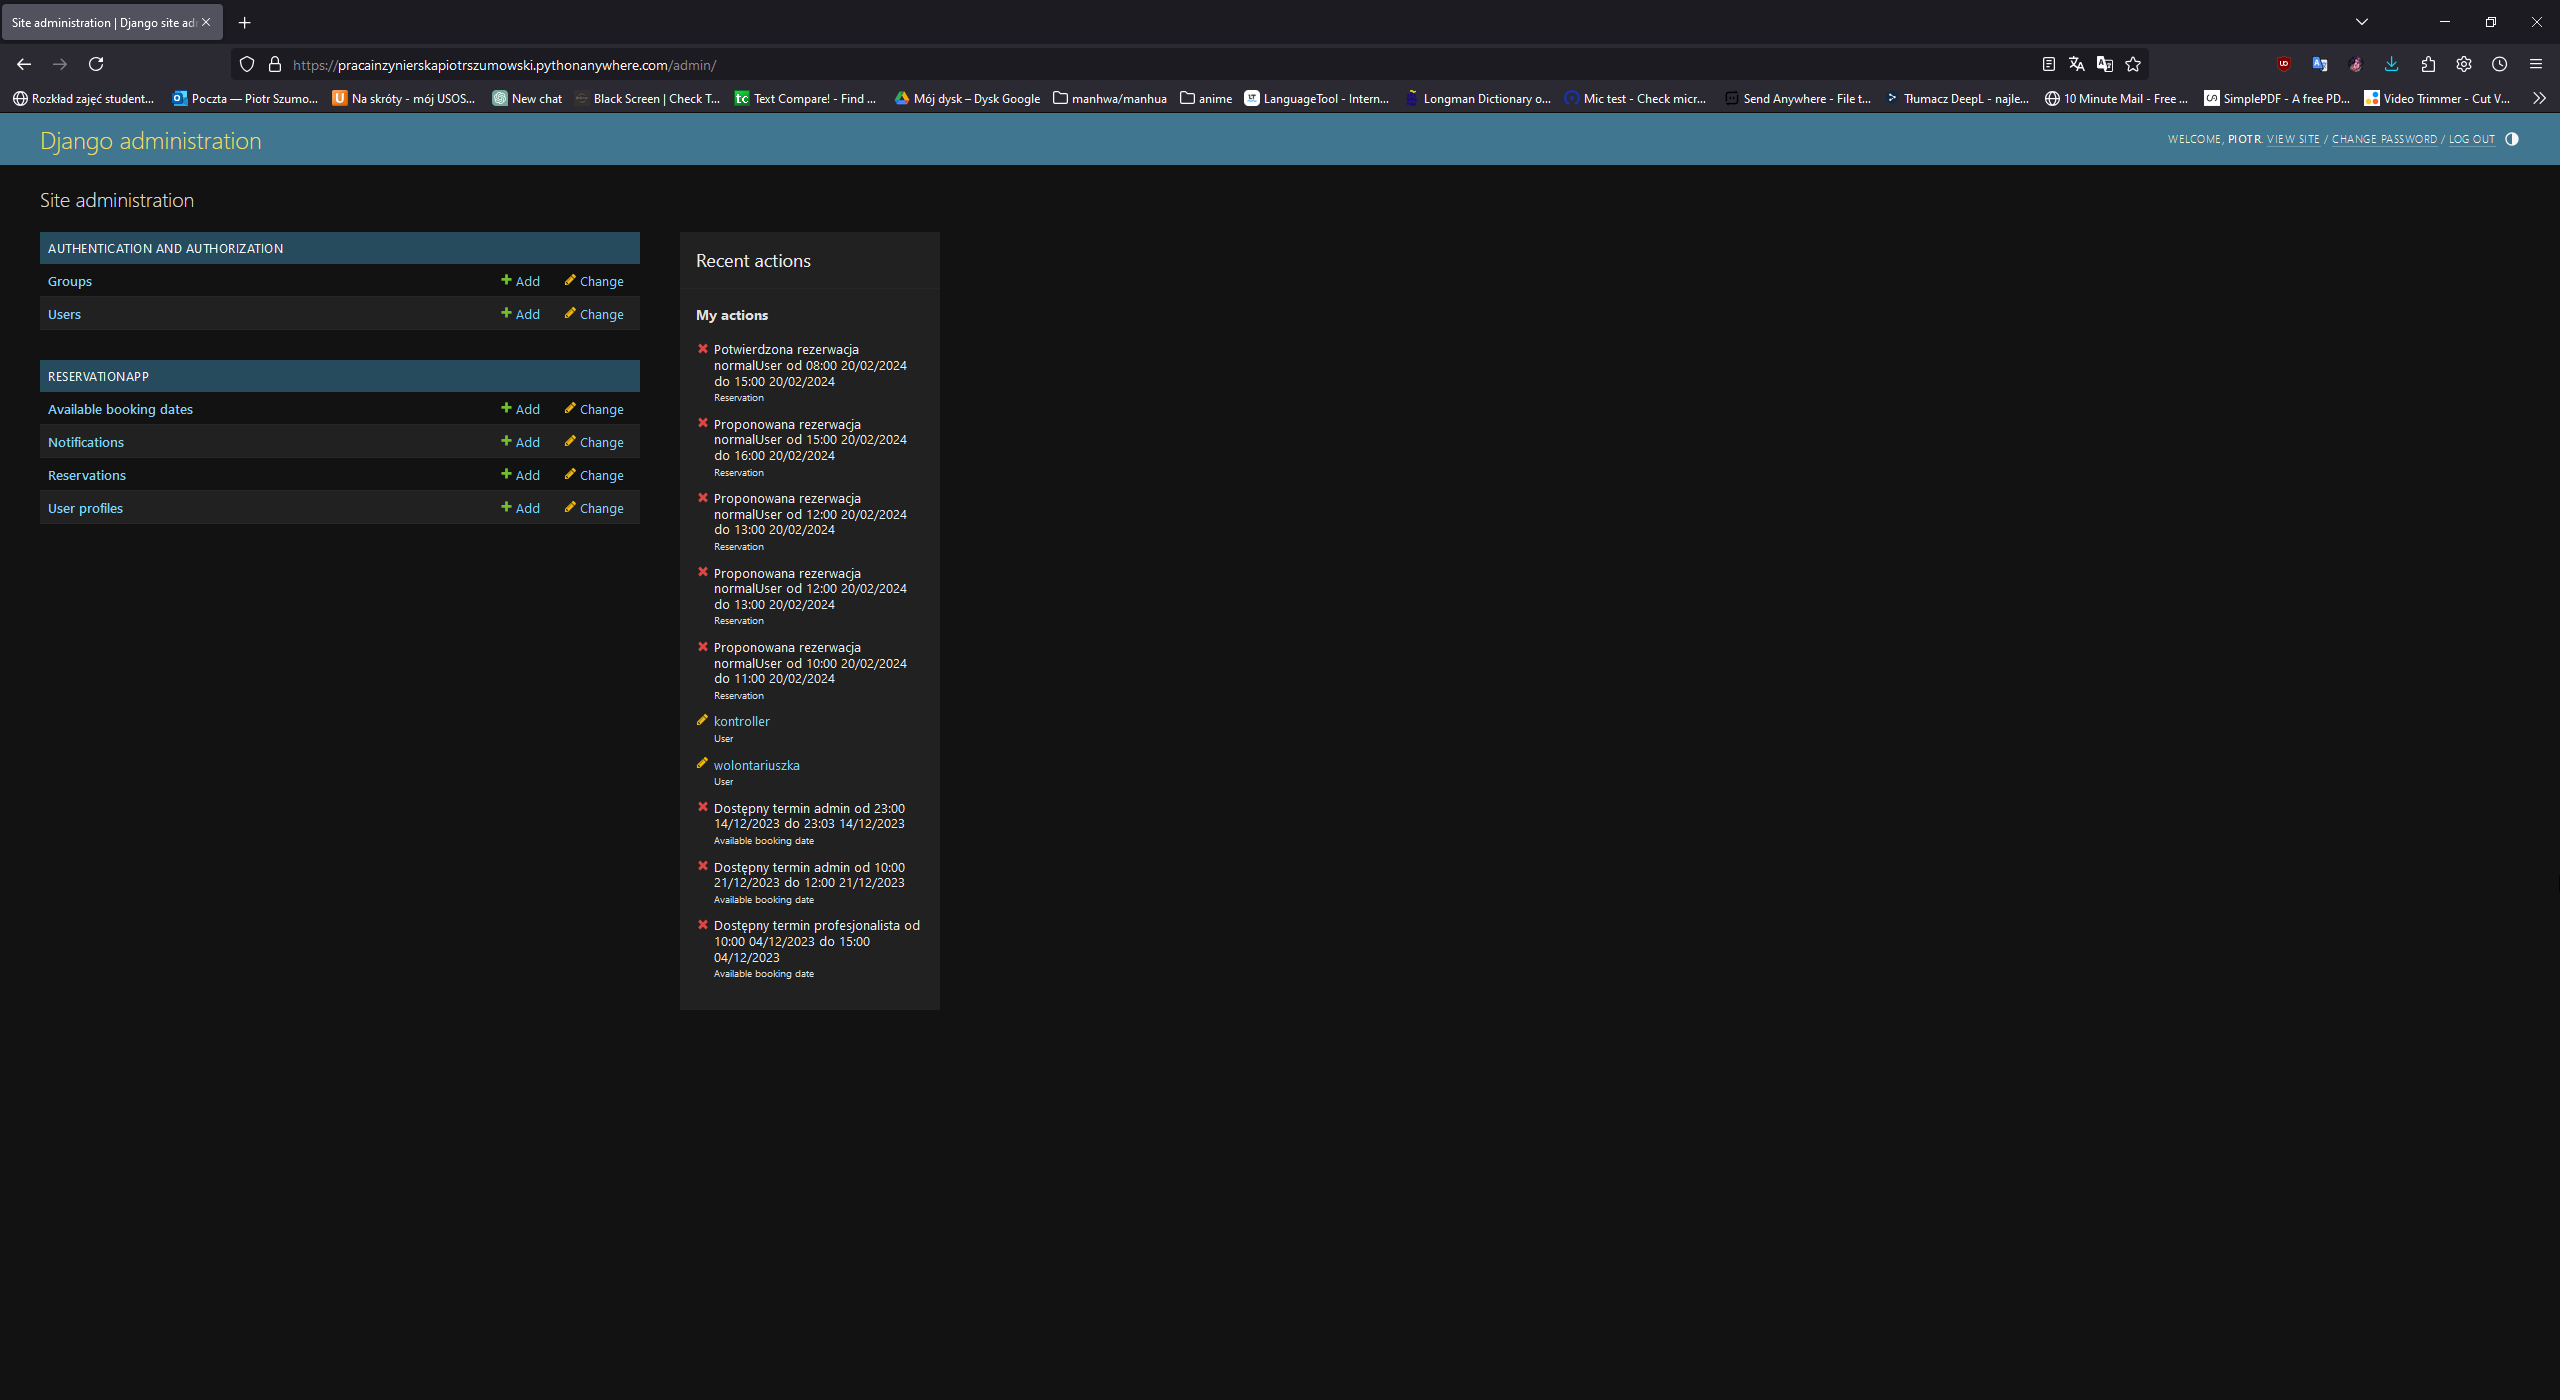 Site administration | Django site ad
https://pracainzynierskapiotrszumowski.pythonanywhere.com/admin/
Rozkład zajęć student... Poczta — Piotr Szumo... Na skróty - mój USOS... New chat Black Screen | Check T... Text Compare! - Find ... Mój dysk – Dysk Google manhwa/manhua anime LanguageTool - Intern... Longman Dictionary o... Mic test - Check micr... Send Anywhere - File t... Tłumacz DeepL - najle... 10 Minute Mail - Free ... SimplePDF - A free PD... Video Trimmer - Cut V...
Django administration
WELCOME, PIOTR. VIEW SITE / CHANGE PASSWORD / LOG OUT
Site administration
AUTHENTICATION AND AUTHORIZATION
Groups Add Change
Users Add Change
RESERVATIONAPP
Available booking dates Add Change
Notifications Add Change
Reservations Add Change
User profiles Add Change
Recent actions
My actions
Potwierdzona rezerwacja
normalUser od 08:00 20/02/2024
do 15:00 20/02/2024
Reservation
Proponowana rezerwacja
normalUser od 15:00 20/02/2024
do 16:00 20/02/2024
Reservation
Proponowana rezerwacja
normalUser od 12:00 20/02/2024
do 13:00 20/02/2024
Reservation
Proponowana rezerwacja
normalUser od 12:00 20/02/2024
do 13:00 20/02/2024
Reservation
Proponowana rezerwacja
normalUser od 10:00 20/02/2024
do 11:00 20/02/2024
Reservation
kontroller
User
wolontariuszka
User
Dostępny termin admin od 23:00
14/12/2023 do 23:03 14/12/2023
Available booking date
Dostępny termin admin od 10:00
21/12/2023 do 12:00 21/12/2023
Available booking date
Dostępny termin profesjonalista od
10:00 04/12/2023 do 15:00
04/12/2023
Available booking date